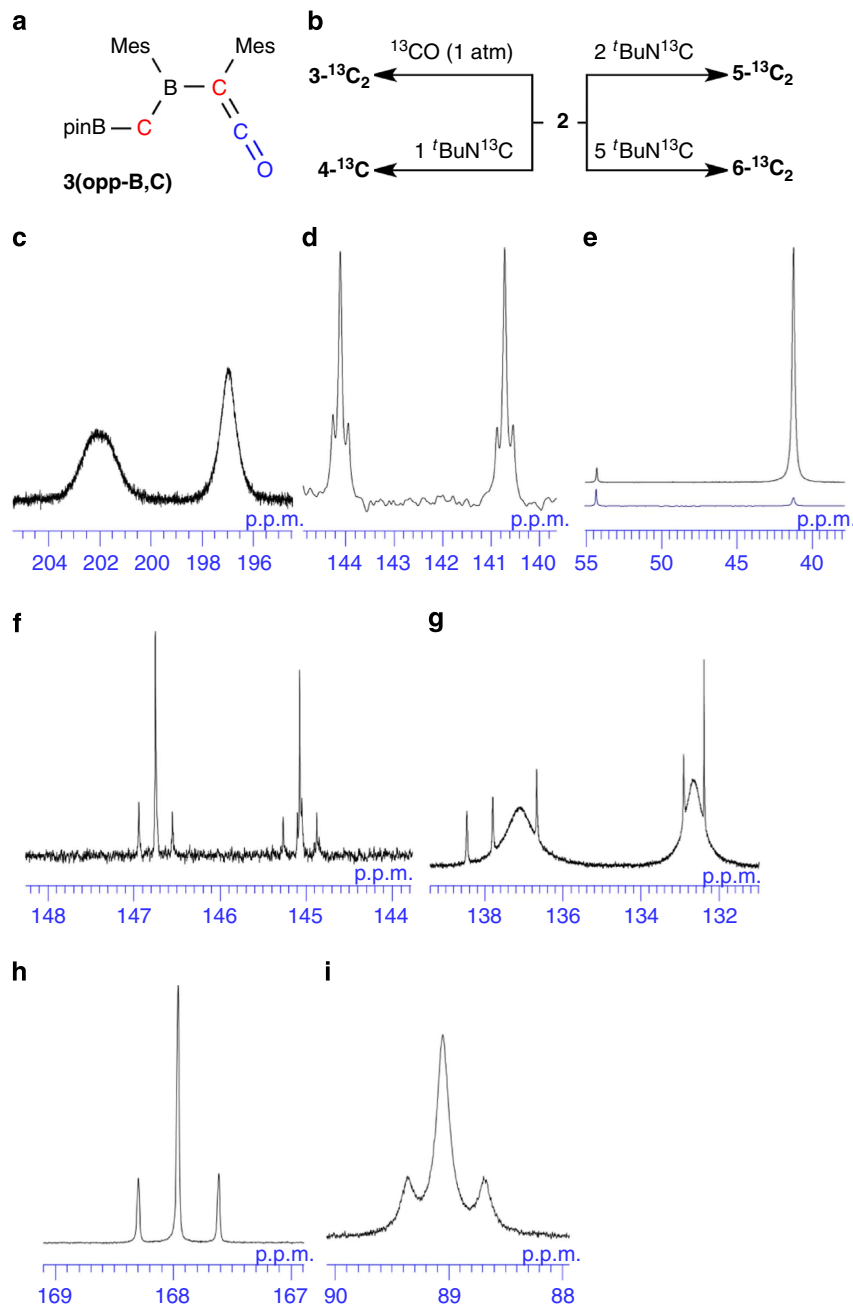 a
Mes Mes
B C
pinB C C
O
3(opp-B,C)
b
¹³CO (1 atm) 2 ᵗBuN¹³C
3-¹³C₂ 5-¹³C₂
2
1 ᵗBuN¹³C 5 ᵗBuN¹³C
4-¹³C 6-¹³C₂
c
p.p.m.
204 202 200 198 196
d
p.p.m.
144 143 142 141 140
e
p.p.m.
55 50 45 40
f
p.p.m.
148 147 146 145 144
g
p.p.m.
138 136 134 132
h
p.p.m.
169 168 167
i
p.p.m.
90 89 88